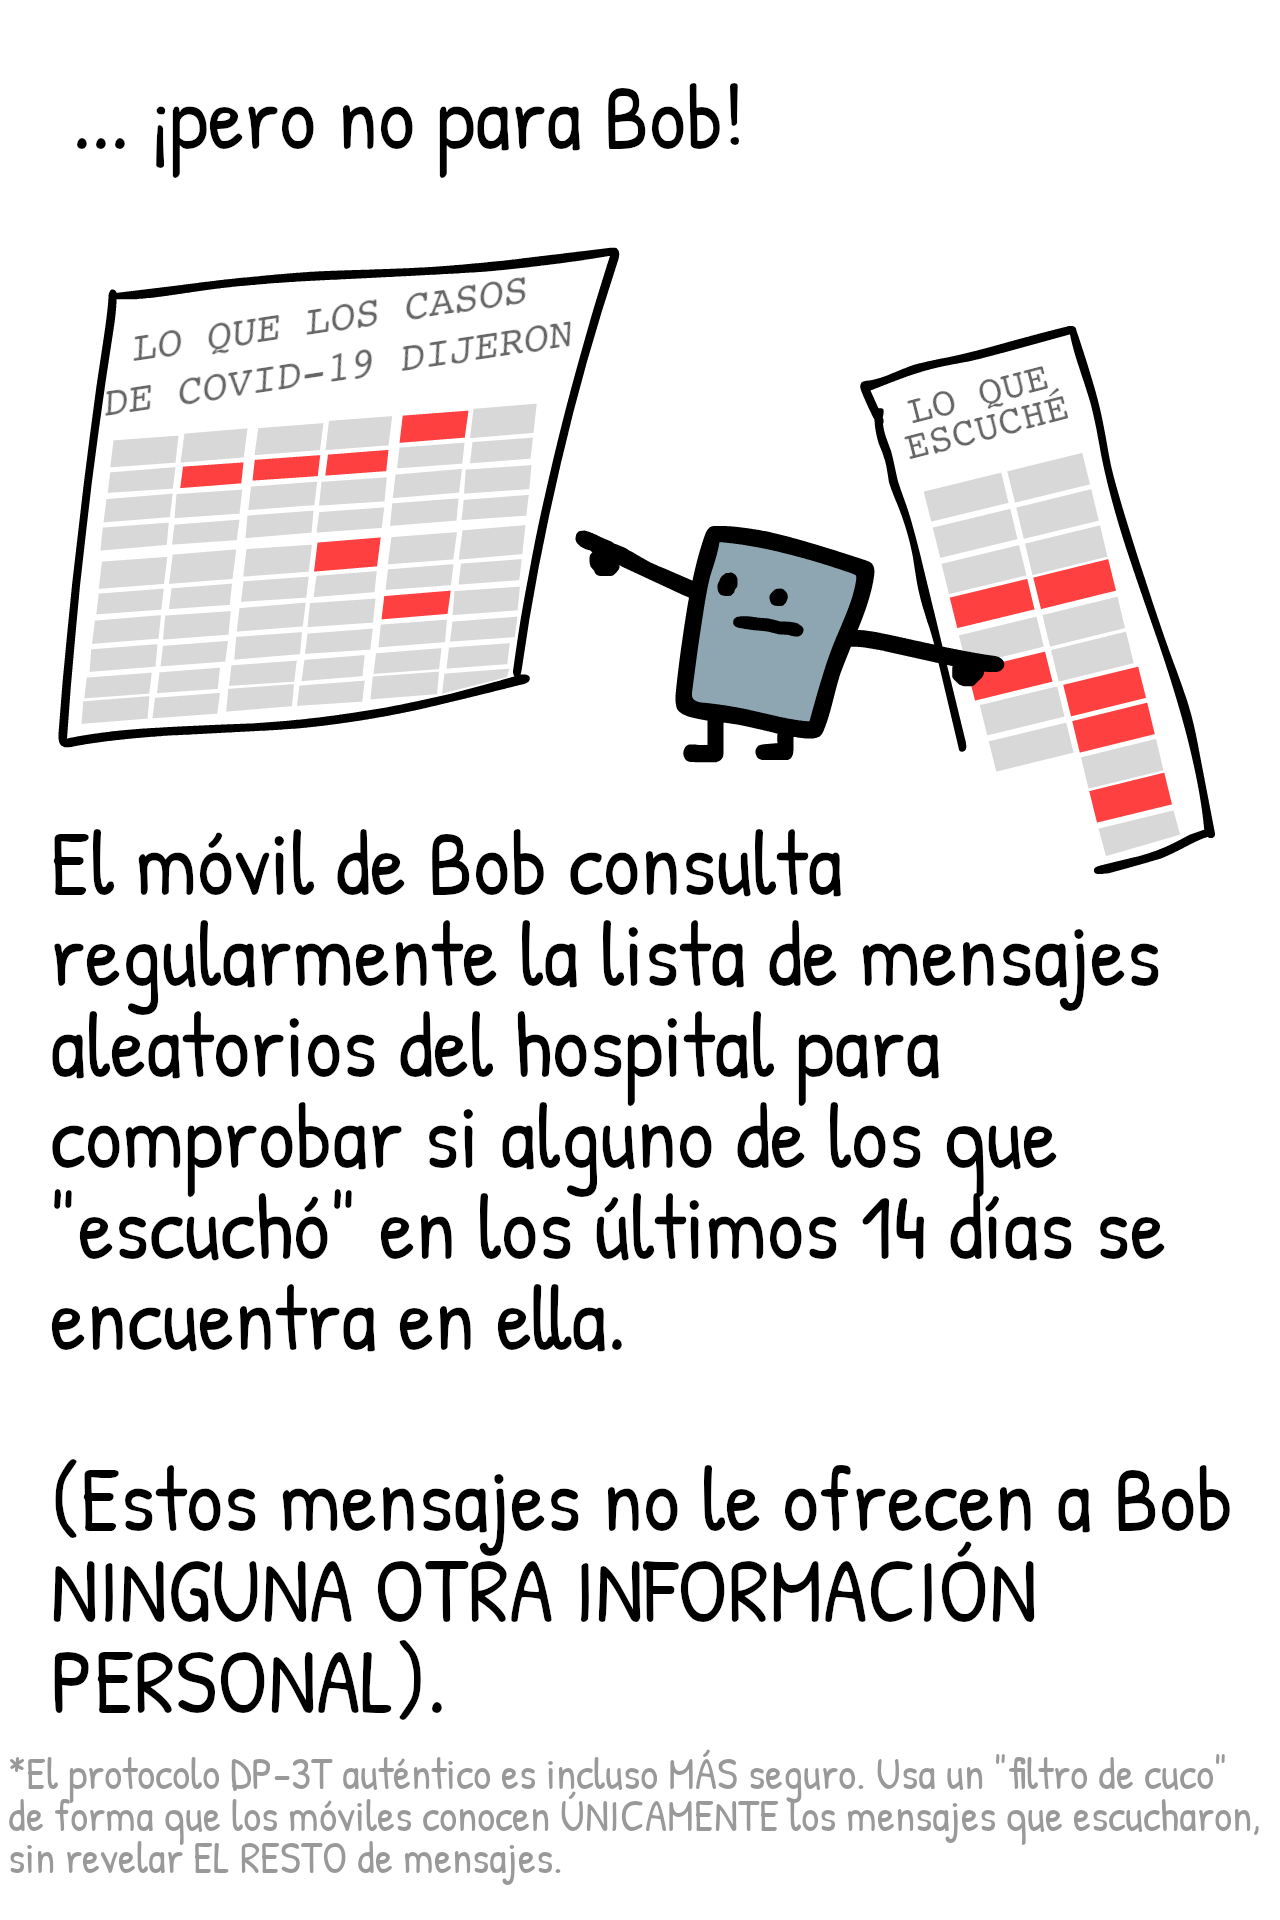 ... ¡pero no para Bob!
LO QUE LOS CASOS
DE COVID-19 DIJERON
LO QUE
ESCUCHÉ
El móvil de Bob consulta
regularmente la lista de mensajes
aleatorios del hospital para
comprobar si alguno de los que
"escuchó" en los últimos 14 días se
encuentra en ella.
(Estos mensajes no le ofrecen a Bob
NINGUNA OTRA INFORMACIÓN
PERSONAL).
*El protocolo DP-3T auténtico es incluso MÁS seguro. Usa un "filtro de cuco"
de forma que los móviles conocen ÚNICAMENTE los mensajes que escucharon,
sin revelar EL RESTO de mensajes.